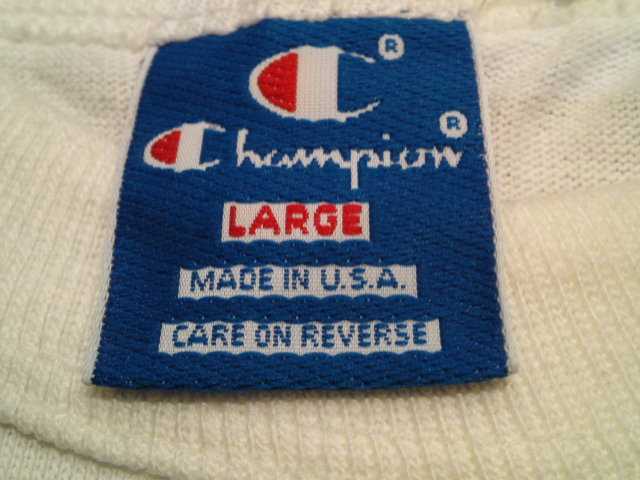 ®
Champion®
LARGE
MADE IN U.S.A.
CARE ON REVERSE